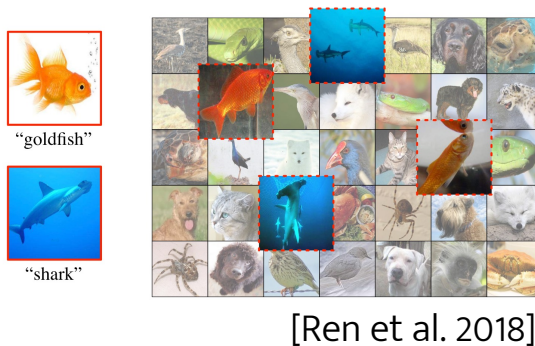 “goldfish”
“shark”
[Ren et al. 2018]